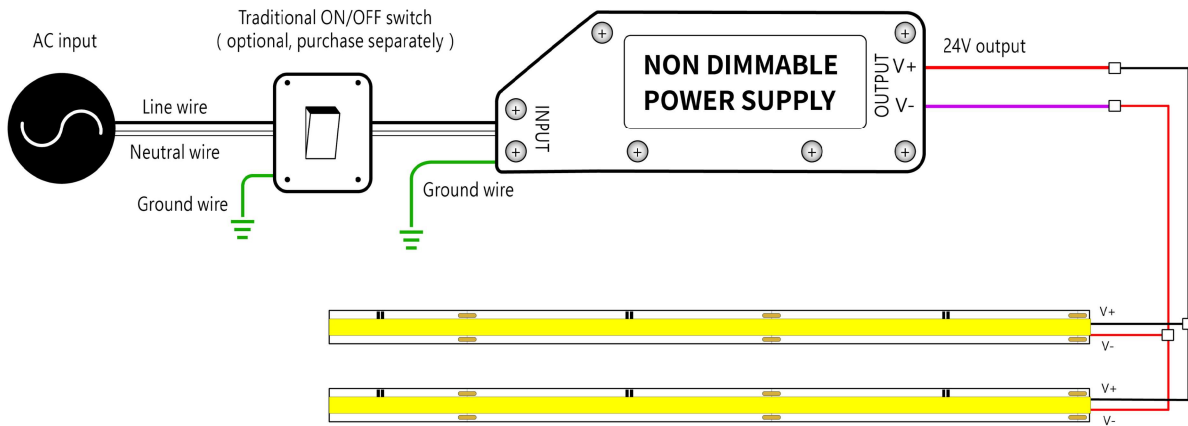 AC input
Traditional ON/OFF switch
( optional, purchase separately )
Line wire
Neutral wire
Ground wire
Ground wire
INPUT
NON DIMMABLE
POWER SUPPLY
OUTPUT
V+
V-
24V output
V+
V-
V+
V-